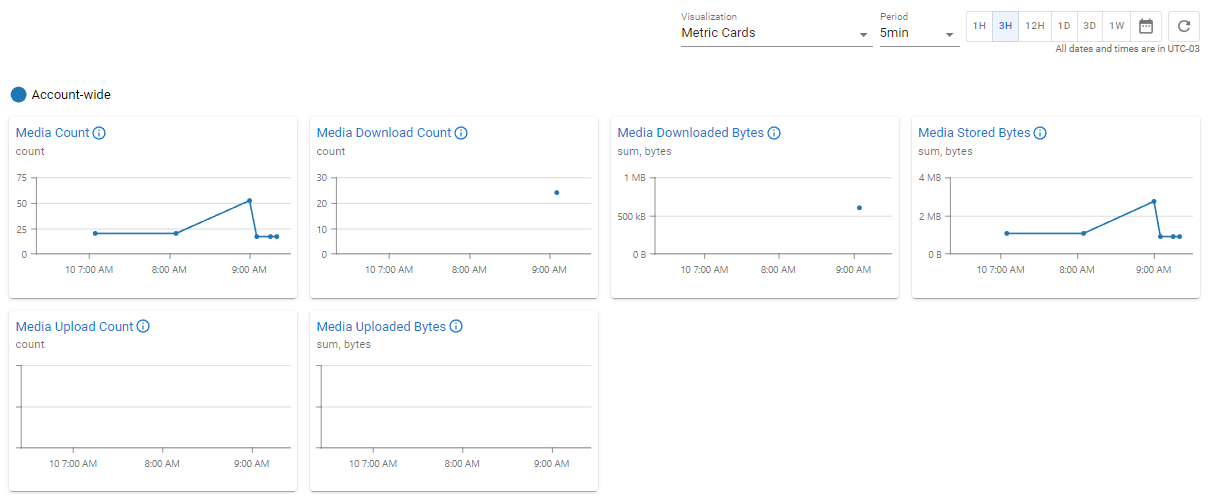 Visualization
Metric Cards
Period
5min
1H 3H 12H 1D 3D 1W
All dates and times are in UTC-03
Account-wide
Media Count
count
75
50
25
0
10 7:00 AM 8:00 AM 9:00 AM
Media Download Count
count
30
20
10
0
10 7:00 AM 8:00 AM 9:00 AM
Media Downloaded Bytes
sum, bytes
1 MB
500 kB
0 B
10 7:00 AM 8:00 AM 9:00 AM
Media Stored Bytes
sum, bytes
4 MB
2 MB
0 B
10 7:00 AM 8:00 AM 9:00 AM
Media Upload Count
count
10 7:00 AM 8:00 AM 9:00 AM
Media Uploaded Bytes
sum, bytes
10 7:00 AM 8:00 AM 9:00 AM